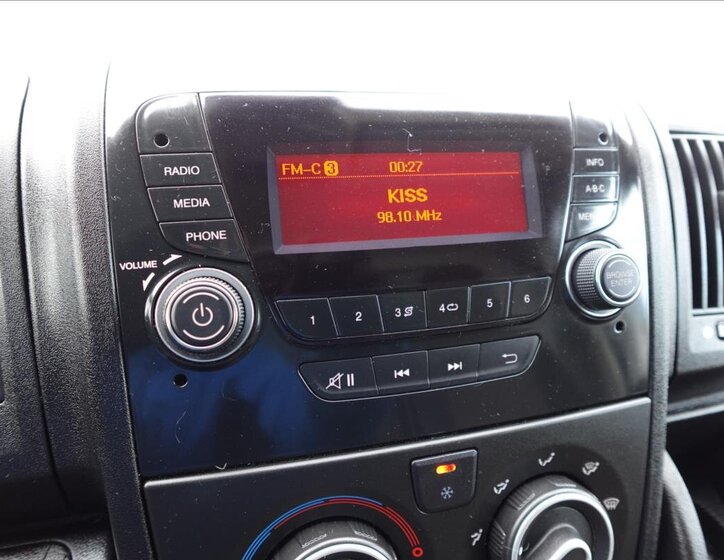 FM-C 3 00:27
KISS
98.10 MHz
RADIO
MEDIA
PHONE
VOLUME
INFO
A-B-C
MENU
BROWSE
ENTER
1 2 3 4 5 6